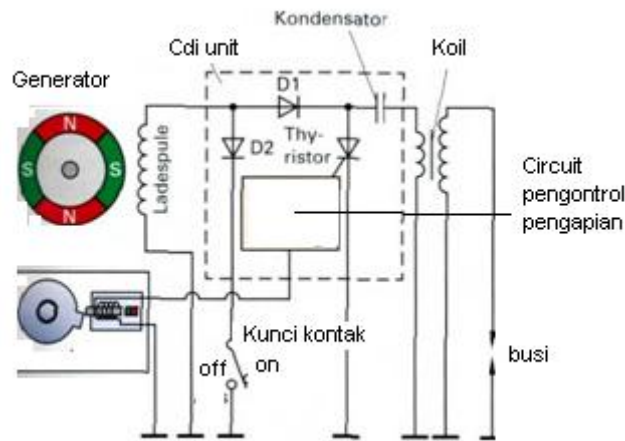 Kondensator
Cdi unit
Koil
Generator
D1
N
S
S
N
Ladespule
D2
Thy-
ristor
Circuit
pengontrol
pengapian
Kunci kontak
off
on
busi